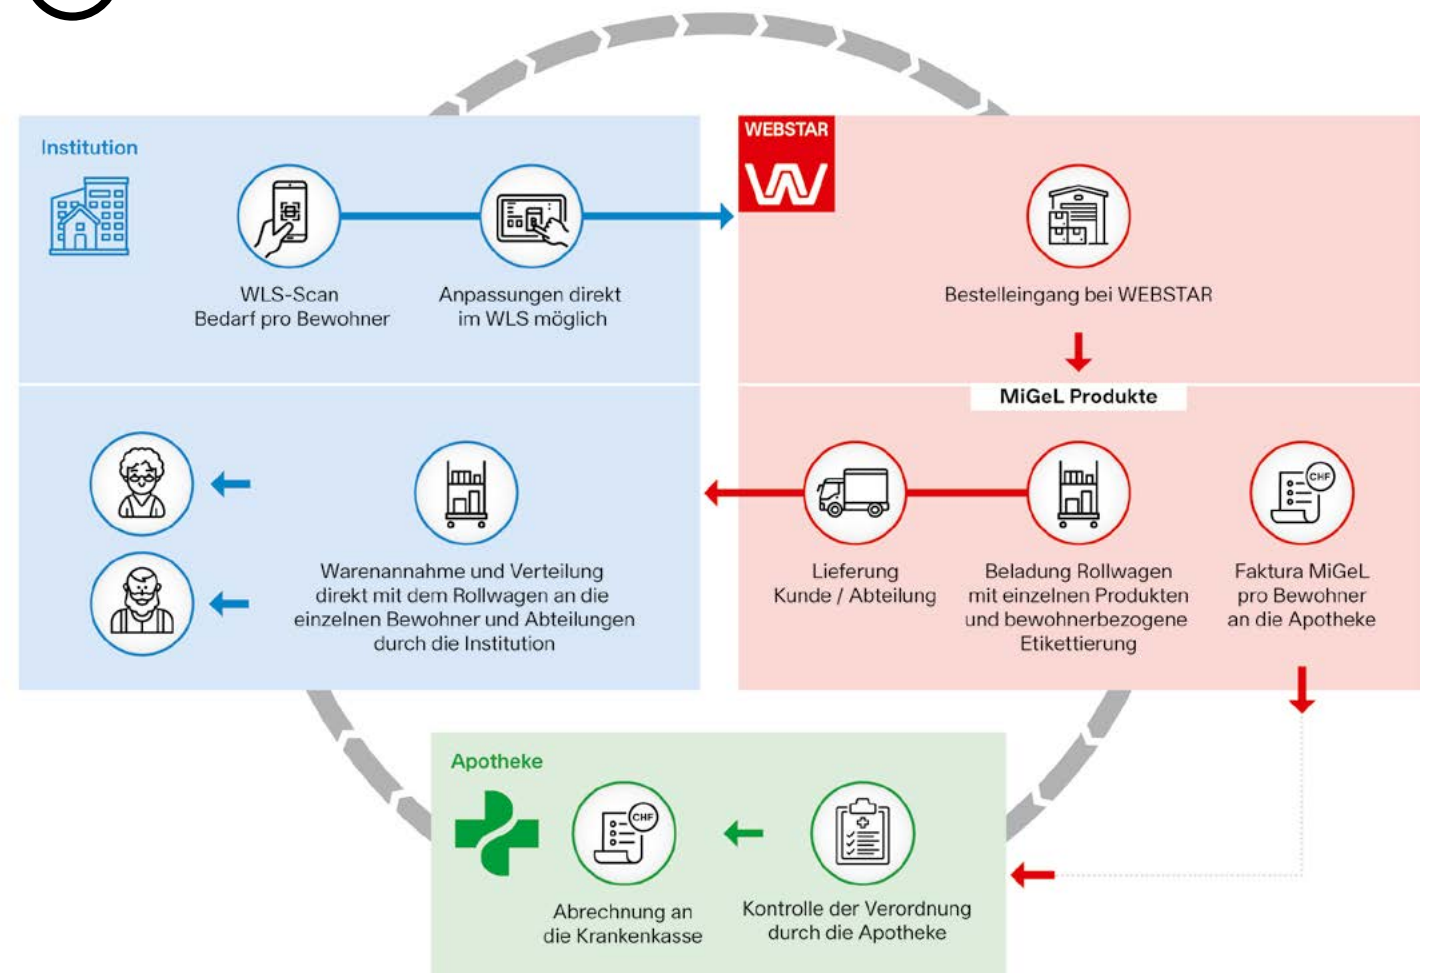 Institution
WLS-Scan
Bedarf pro Bewohner
Anpassungen direkt
im WLS möglich
WEBSTAR
Bestelleingang bei WEBSTAR
MiGeL Produkte
Warenannahme und Verteilung
direkt mit dem Rollwagen an die
einzelnen Bewohner und Abteilungen
durch die Institution
Lieferung
Kunde / Abteilung
Beladung Rollwagen
mit einzelnen Produkten
und bewohnerbezogene
Etikettierung
CHF
Faktura MiGeL
pro Bewohner
an die Apotheke
Apotheke
CHF
Abrechnung an
die Krankenkasse
Kontrolle der Verordnung
durch die Apotheke